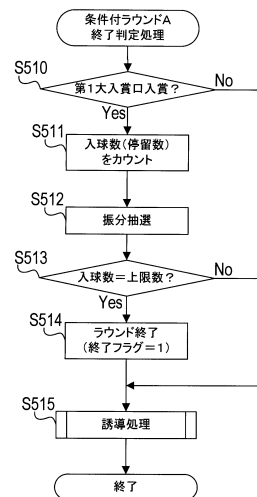 条件付ラウンドA
終了判定処理
S510
第1大入賞口入賞?
No
Yes
S511
入球数(停留数)
をカウント
S512
振分抽選
S513
入球数=上限数?
No
Yes
S514
ラウンド終了
(終了フラグ=1)
S515
誘導処理
終了